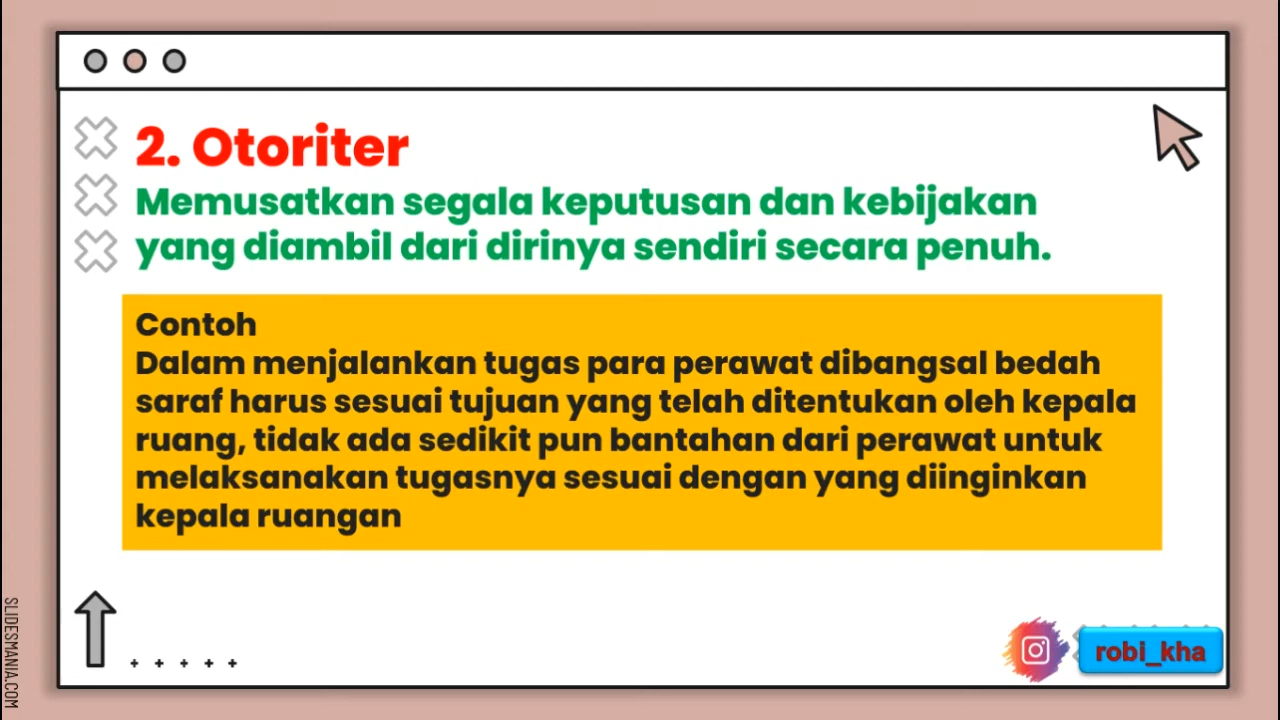 2. Otoriter
Memusatkan segala keputusan dan kebijakan
yang diambil dari dirinya sendiri secara penuh.
Contoh
Dalam menjalankan tugas para perawat dibangsal bedah
saraf harus sesuai tujuan yang telah ditentukan oleh kepala
ruang, tidak ada sedikit pun bantahan dari perawat untuk
melaksanakan tugasnya sesuai dengan yang diinginkan
kepala ruangan
SLIDESMANIA.COM
robi_kha